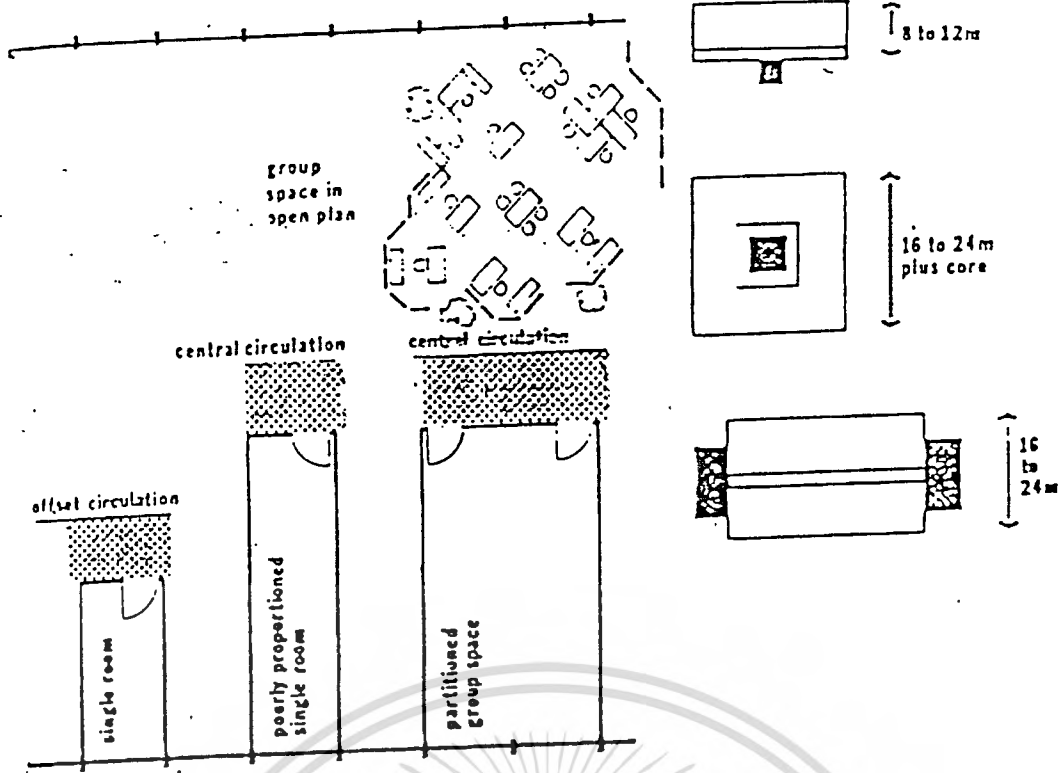 8 to 12m
group
space in
open plan
16 to 24m
plus core
central circulation
central circulation
16
to
24m
offset circulation
single room
poorly proportioned
single room
partitioned
group space